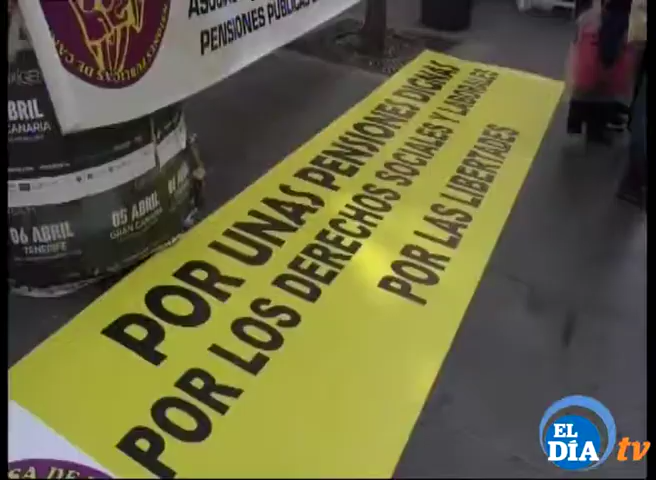 PENSIONES PÚBLICAS
BRIL
CANARIA
05 ABRIL
GRAN CANARIA
06 ABRIL
TENERIFE
POR UNAS PENSIONES DIGNAS
POR LOS DERECHOS SOCIALES Y LABORALES
POR LAS LIBERTADES
EL
DÍA tv